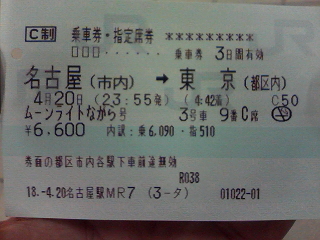 C制 乗車券・指定席券 *********
□□□・・・・・ 乗車券 3日間有効
名古屋(市内) → 東京(都区内)
4月20日(23:55発) (4:42着) C50
ムーンライトながら号 3号車 9番C席
¥6,600 内訳:乗6,090・指510
券面の都区市内各駅下車前途無効
R038
18.-4.20名古屋駅MR7 (3-タ) 01022-01